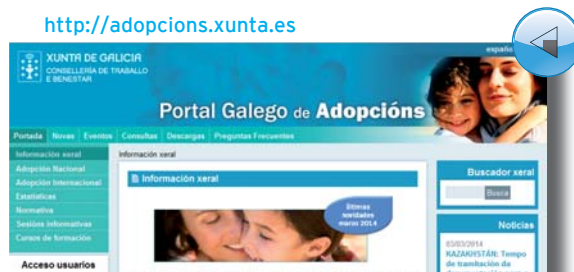 http://adopcions.xunta.es
XUNTA DE GALICIA
CONSELLERÍA DE TRABALLO
E BENESTAR
español
Portal Galego de Adopcións
Portada Novas Eventos Consultas Descargas Preguntas Frecuentes
Información xeral
Adopción Nacional
Adopción Internacional
Estatísticas
Normativa
Sesións informativas
Cursos de formación
Acceso usuarios
Información xeral
Información xeral
Últimas
novidades
marzo 2014
Buscador xeral
Busca
Noticias
03/03/2014
KAZAKHSTÁN: Tempo
de tramitación da